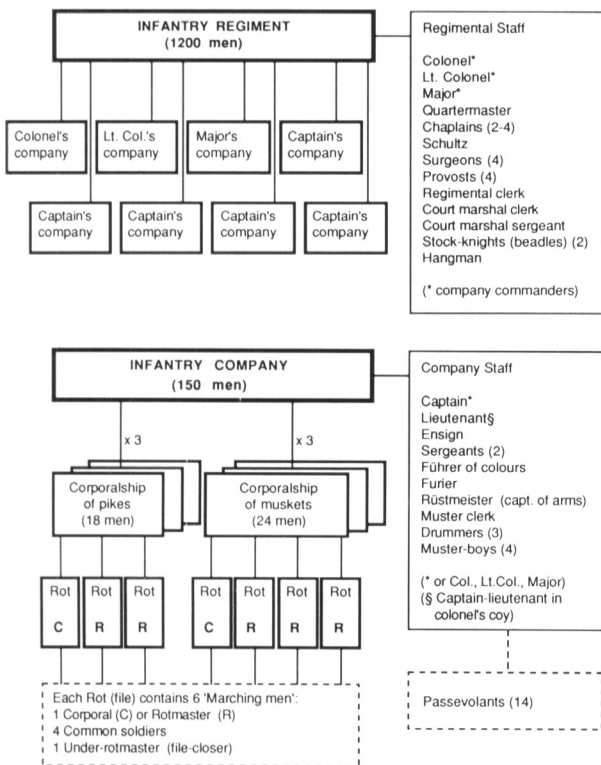 INFANTRY REGIMENT
(1200 men)
Colonel's
company
Lt. Col.'s
company
Major's
company
Captain's
company
Captain's
company
Captain's
company
Captain's
company
Captain's
company
Regimental Staff
Colonel*
Lt. Colonel*
Major*
Quartermaster
Chaplains (2-4)
Schultz
Surgeons (4)
Provosts (4)
Regimental clerk
Court marshal clerk
Court marshal sergeant
Stock-knights (beadles) (2)
Hangman
(* company commanders)
INFANTRY COMPANY
(150 men)
x 3
x 3
Corporalship
of pikes
(18 men)
Corporalship
of muskets
(24 men)
Rot
C
Rot
R
Rot
R
Rot
C
Rot
R
Rot
R
Rot
R
Each Rot (file) contains 6 'Marching men':
1 Corporal (C) or Rotmaster (R)
4 Common soldiers
1 Under-rotmaster (file-closer)
Company Staff
Captain*
Lieutenant§
Ensign
Sergeants (2)
Führer of colours
Furier
Rüstmeister (capt. of arms)
Muster clerk
Drummers (3)
Muster-boys (4)
(* or Col., Lt.Col., Major)
(§ Captain-lieutenant in
colonel's coy)
Passevolants (14)